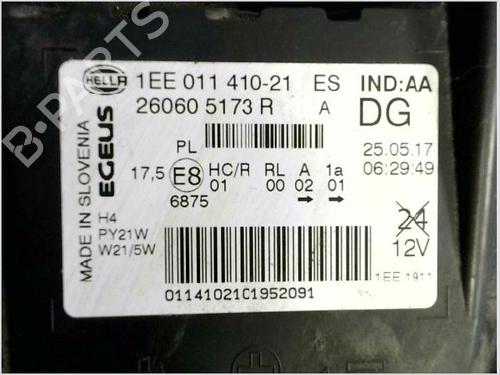 HELLA
1EE 011 410-21 ES IND:AA
26060 5173 R A DG
MADE IN SLOVENIA
EGEUS
PL
17,5 E8 HC/R RL A 1a
01 00 02 01
6875 → →
25.05.17
06:29:49
H4
PY21W
W21/5W
24
12V
1EE 1911
0114102101952091
B-PARTS